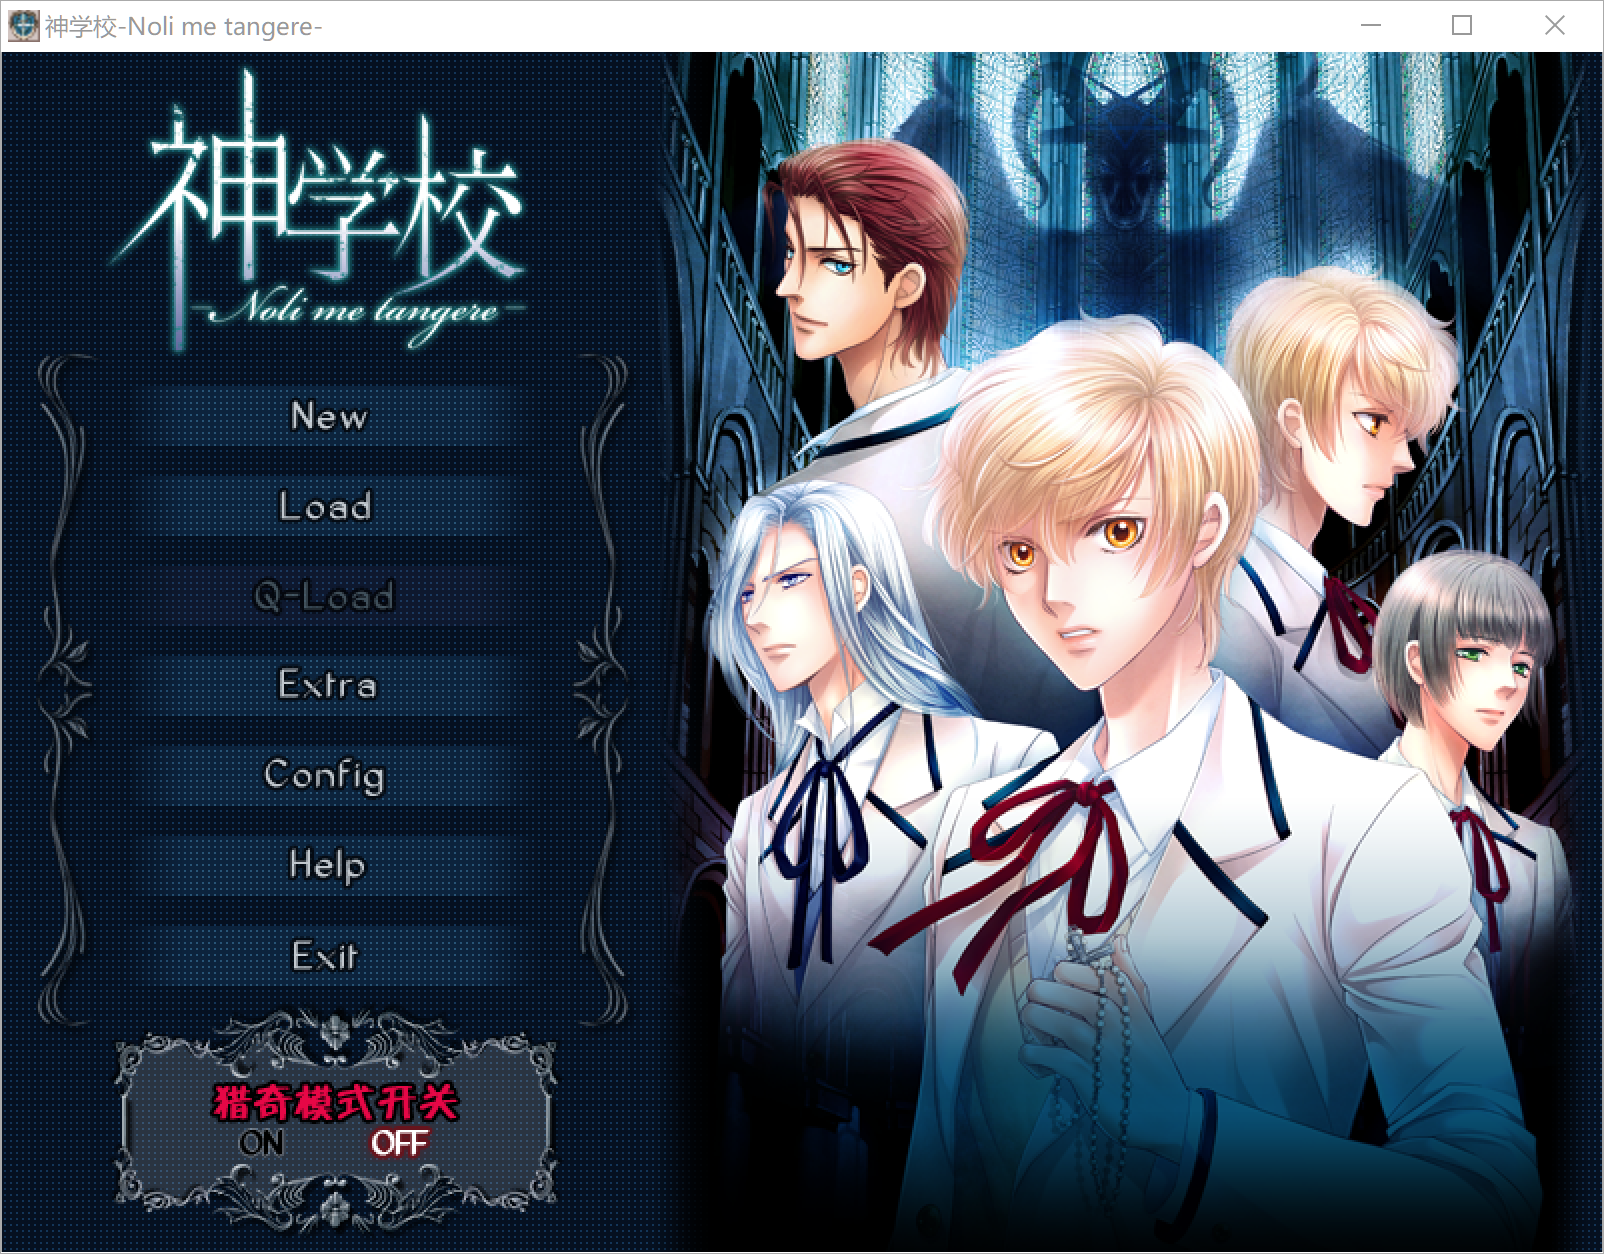 神学校-Noli me tangere-
神学校
-Noli me tangere-
New
Load
Q-Load
Extra
Config
Help
Exit
猎奇模式开关
ON OFF